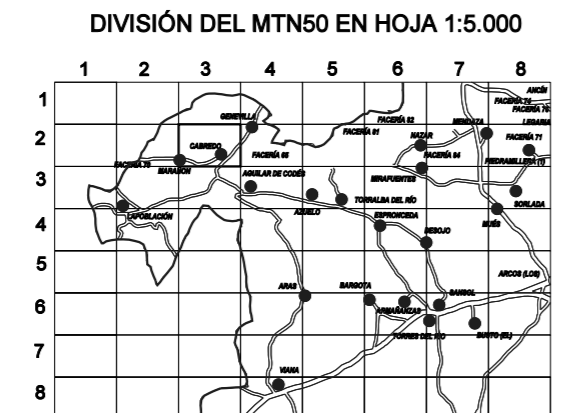 DIVISIÓN DEL MTN50 EN HOJA 1:5.000
1 2 3 4 5 6 7 8
1
ANCÍN
FACERÍA 74
FACERÍA 76
GENEVILLA
FACERÍA 82
MENDAZA
LEGARIA
2
FACERÍA 81
NAZAR
FACERÍA 71
CABREDO
FACERÍA 65
FACERÍA 84
PIEDRAMILLERA (1)
MARAÑÓN
3
AGUILAR DE CODÉS
MIRAFUENTES
TORRALBA DEL RÍO
SORLADA
AZUELO
LAPOBLACIÓN
ESPRONCEDA
4
DESOJO
MUÉS
5
ARCOS (LOS)
ARAS
BARGOTA
SANSOL
6
ARMAÑANZAS
TORRES DEL RÍO
BUSTO (EL)
7
VIANA
8